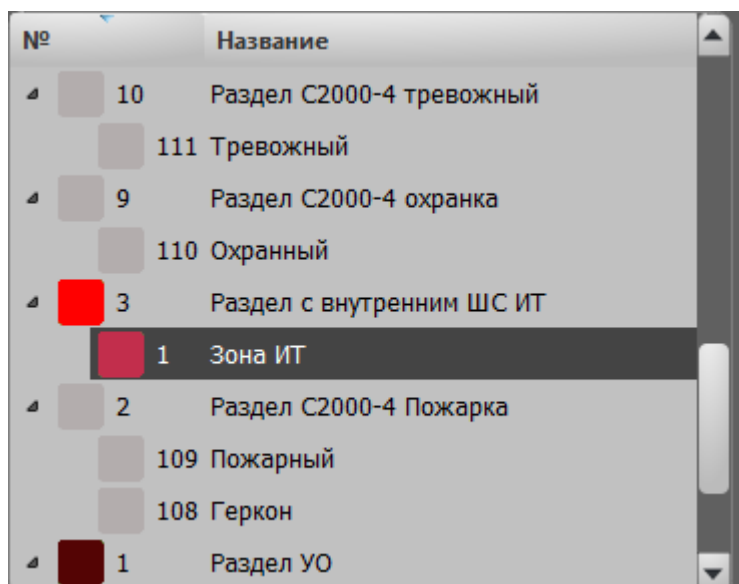 № Название
10 Раздел С2000-4 тревожный
111 Тревожный
9 Раздел С2000-4 охранка
110 Охранный
3 Раздел с внутренним ШС ИТ
1 Зона ИТ
2 Раздел С2000-4 Пожарка
109 Пожарный
108 Геркон
1 Раздел УО